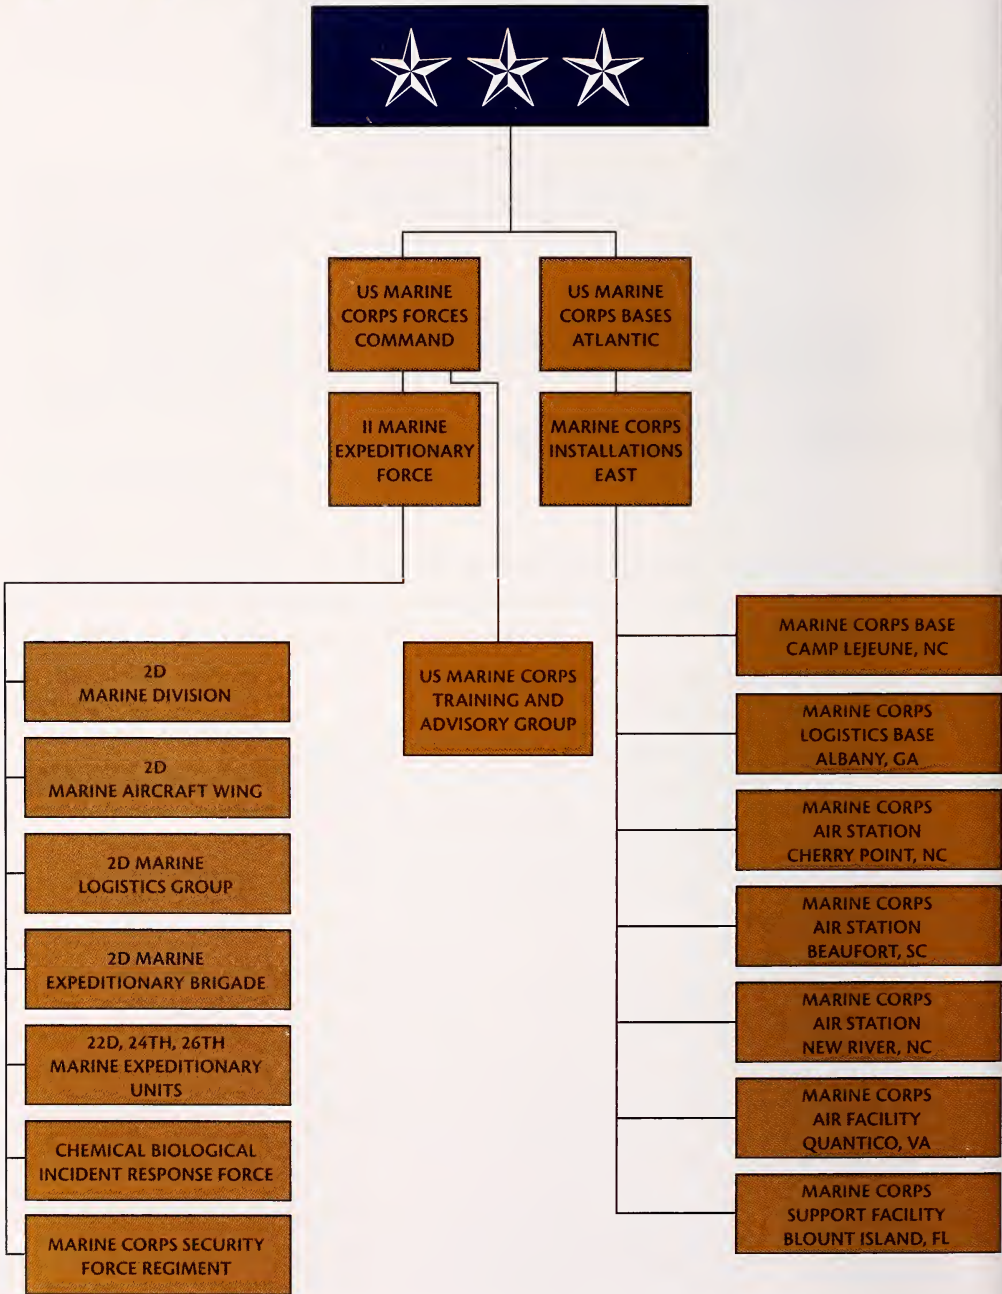 US MARINE
CORPS FORCES
COMMAND
US MARINE
CORPS BASES
ATLANTIC
II MARINE
EXPEDITIONARY
FORCE
MARINE CORPS
INSTALLATIONS
EAST
2D
MARINE DIVISION
2D
MARINE AIRCRAFT WING
2D MARINE
LOGISTICS GROUP
2D MARINE
EXPEDITIONARY BRIGADE
22D, 24TH, 26TH
MARINE EXPEDITIONARY
UNITS
CHEMICAL BIOLOGICAL
INCIDENT RESPONSE FORCE
MARINE CORPS SECURITY
FORCE REGIMENT
US MARINE CORPS
TRAINING AND
ADVISORY GROUP
MARINE CORPS BASE
CAMP LEJEUNE, NC
MARINE CORPS
LOGISTICS BASE
ALBANY, GA
MARINE CORPS
AIR STATION
CHERRY POINT, NC
MARINE CORPS
AIR STATION
BEAUFORT, SC
MARINE CORPS
AIR STATION
NEW RIVER, NC
MARINE CORPS
AIR FACILITY
QUANTICO, VA
MARINE CORPS
SUPPORT FACILITY
BLOUNT ISLAND, FL